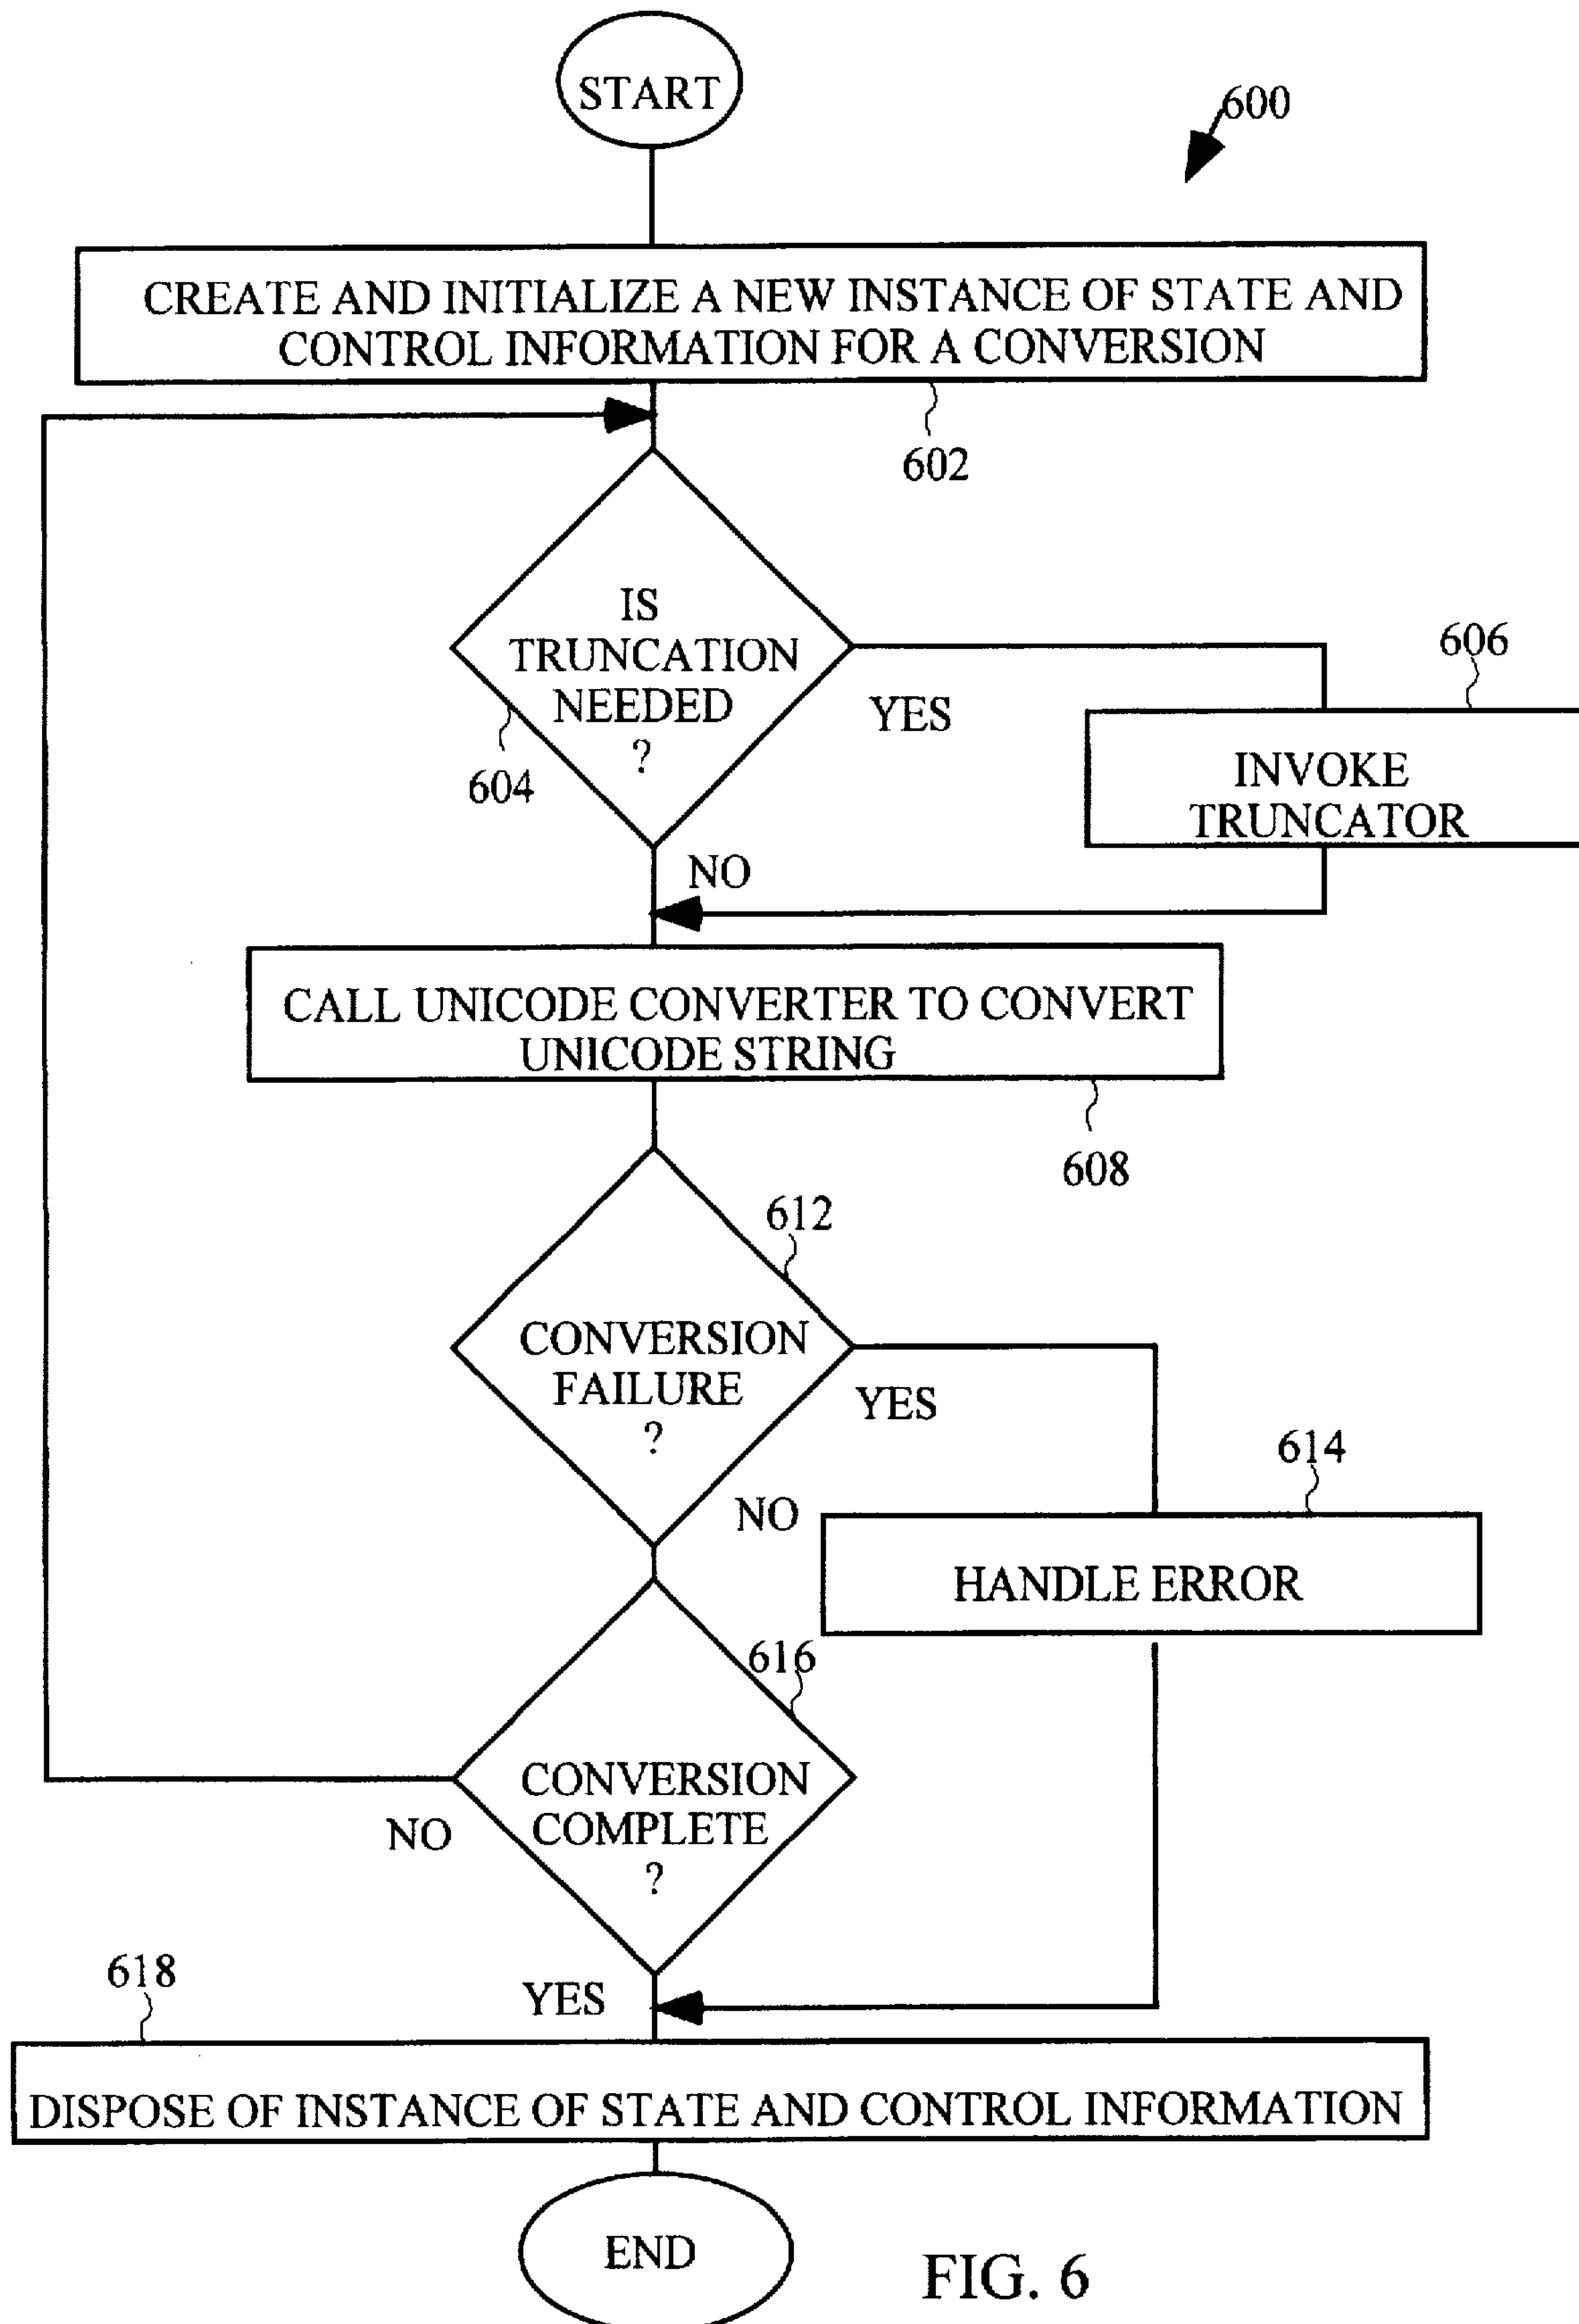 START
600
CREATE AND INITIALIZE A NEW INSTANCE OF STATE AND
CONTROL INFORMATION FOR A CONVERSION
602
IS
TRUNCATION
NEEDED
?
604
YES
606
INVOKE
TRUNCATOR
NO
CALL UNICODE CONVERTER TO CONVERT
UNICODE STRING
608
612
CONVERSION
FAILURE
?
YES
614
NO
HANDLE ERROR
616
CONVERSION
COMPLETE
?
NO
618
YES
DISPOSE OF INSTANCE OF STATE AND CONTROL INFORMATION
END
FIG. 6